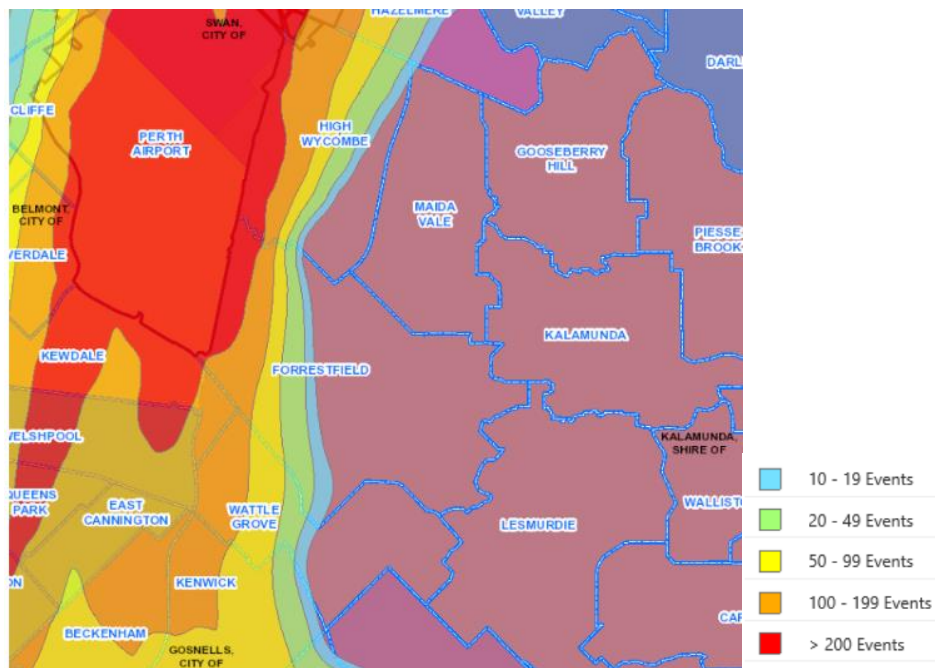 HAZELMERE
VALLEY
SWAN,
CITY OF
DARL
CLIFFE
PERTH
AIRPORT
HIGH
WYCOMBE
GOOSEBERRY
HILL
BELMONT,
CITY OF
MAIDA
VALE
PIESSE
BROOK
VERDALE
KEWDALE
KALAMUNDA
FORRESTFIELD
WELSHPOOL
KALAMUNDA,
SHIRE OF
QUEENS
PARK
EAST
CANNINGTON
WATTLE
GROVE
LESMURDIE
WALLIST
ON
KENWICK
BECKENHAM
GOSNELLS,
CITY OF
CAR
10 - 19 Events
20 - 49 Events
50 - 99 Events
100 - 199 Events
> 200 Events